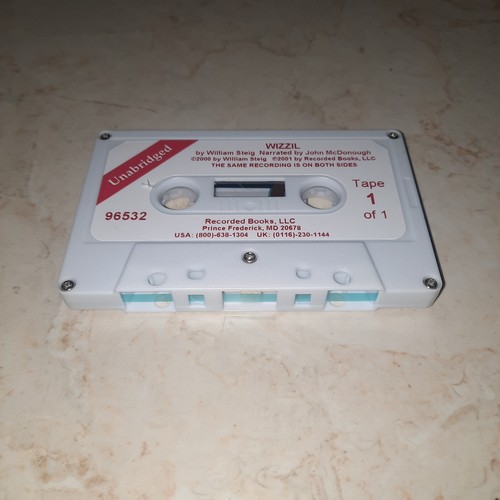 Unabridged
WIZZIL
by William Steig Narrated by John McDonough
©2000 by William Steig ℗2001 by Recorded Books, LLC
THE SAME RECORDING IS ON BOTH SIDES
Tape
1
of 1
96532
Recorded Books, LLC
Prince Frederick, MD 20678
USA: (800)-638-1304 UK: (0116)-230-1144